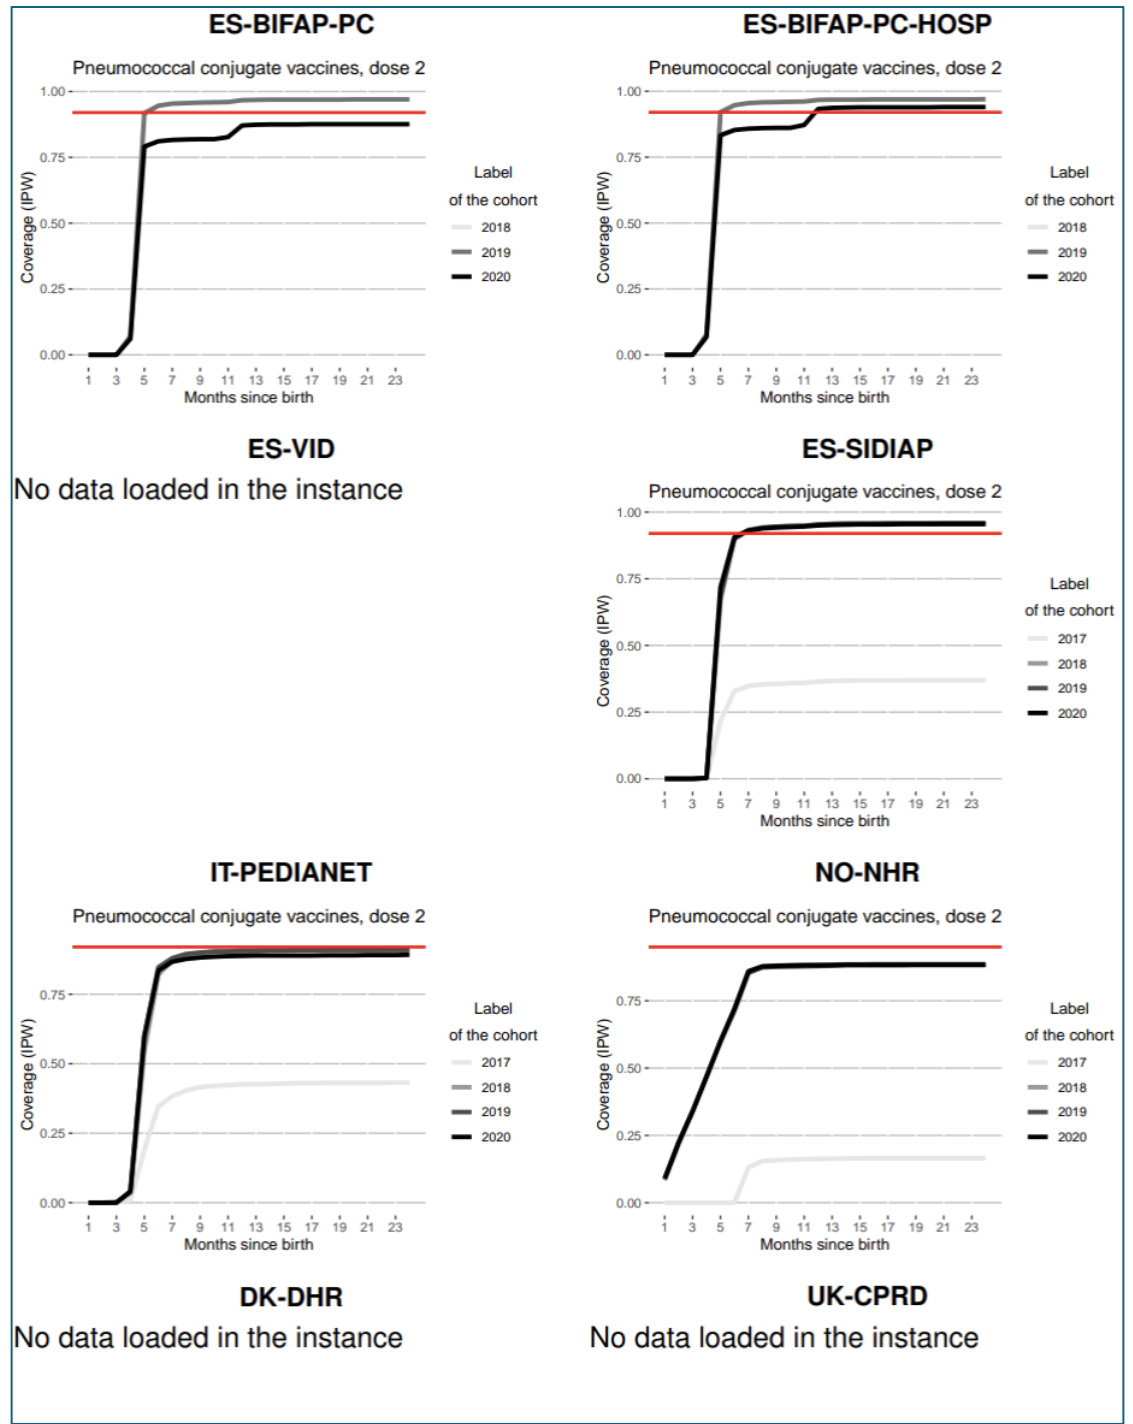 ES-BIFAP-PC
Pneumococcal conjugate vaccines, dose 2
Coverage (IPW)
1.00
0.75
0.50
0.25
0.00
1 3 5 7 9 11 13 15 17 19 21 23
Months since birth
Label
of the cohort
2018
2019
2020
ES-BIFAP-PC-HOSP
Pneumococcal conjugate vaccines, dose 2
Coverage (IPW)
1.00
0.75
0.50
0.25
0.00
1 3 5 7 9 11 13 15 17 19 21 23
Months since birth
Label
of the cohort
2018
2019
2020
ES-VID
No data loaded in the instance
ES-SIDIAP
Pneumococcal conjugate vaccines, dose 2
Coverage (IPW)
1.00
0.75
0.50
0.25
0.00
1 3 5 7 9 11 13 15 17 19 21 23
Months since birth
Label
of the cohort
2017
2018
2019
2020
IT-PEDIANET
Pneumococcal conjugate vaccines, dose 2
Coverage (IPW)
0.75
0.50
0.25
0.00
1 3 5 7 9 11 13 15 17 19 21 23
Months since birth
Label
of the cohort
2017
2018
2019
2020
NO-NHR
Pneumococcal conjugate vaccines, dose 2
Coverage (IPW)
0.75
0.50
0.25
0.00
1 3 5 7 9 11 13 15 17 19 21 23
Months since birth
Label
of the cohort
2017
2018
2019
2020
DK-DHR
No data loaded in the instance
UK-CPRD
No data loaded in the instance